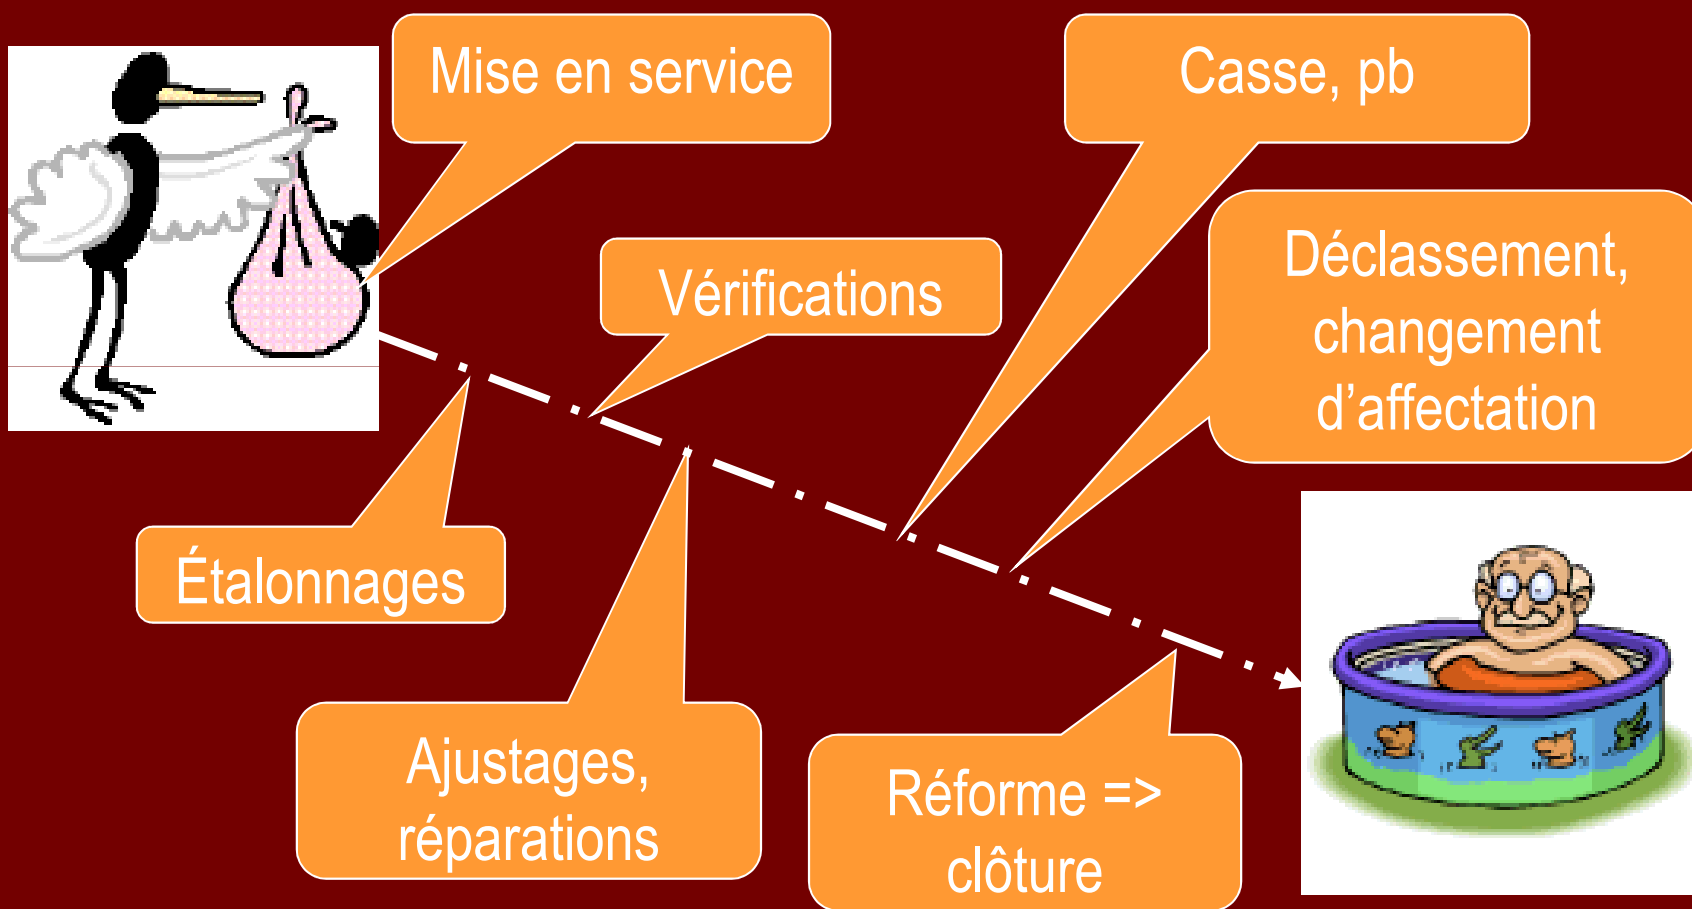 Mise en service
Casse, pb
Vérifications
Déclassement,
changement
d’affectation
Étalonnages
Ajustages,
réparations
Réforme =>
clôture